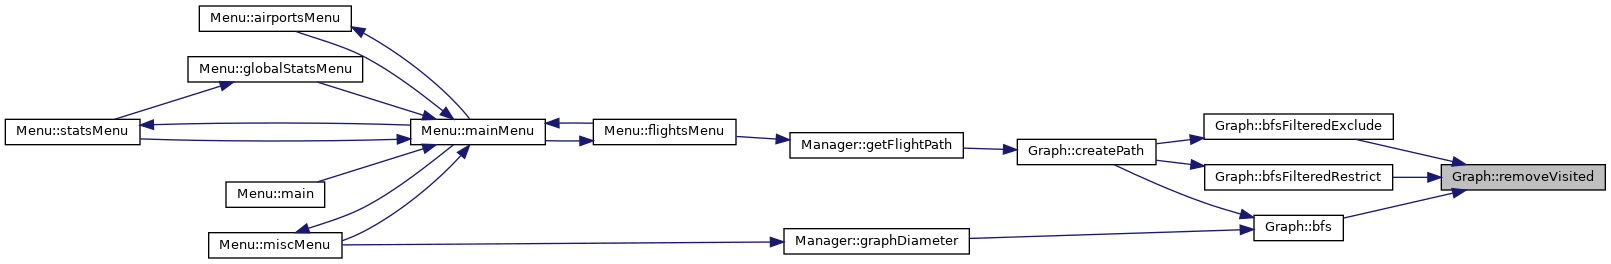 Menu::airportsMenu
Menu::globalStatsMenu
Menu::statsMenu
Menu::mainMenu
Menu::flightsMenu
Menu::main
Menu::miscMenu
Manager::getFlightPath
Manager::graphDiameter
Graph::createPath
Graph::bfsFilteredExclude
Graph::bfsFilteredRestrict
Graph::bfs
Graph::removeVisited